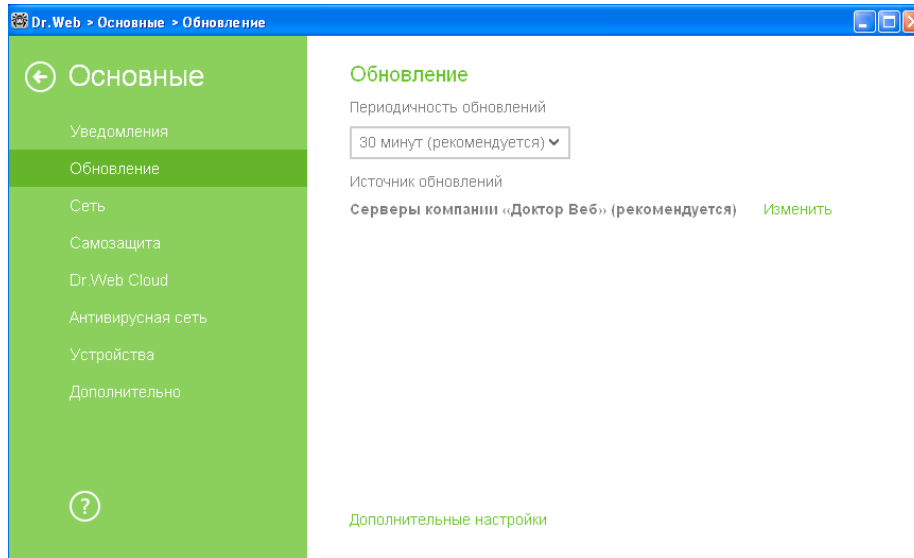 Dr.Web > Основные > Обновление
Основные
Уведомления
Обновление
Сеть
Самозащита
Dr.Web Cloud
Антивирусная сеть
Устройства
Дополнительно
?
Обновление
Периодичность обновлений
30 минут (рекомендуется)
Источник обновлений
Серверы компании «Доктор Веб» (рекомендуется) Изменить
Дополнительные настройки